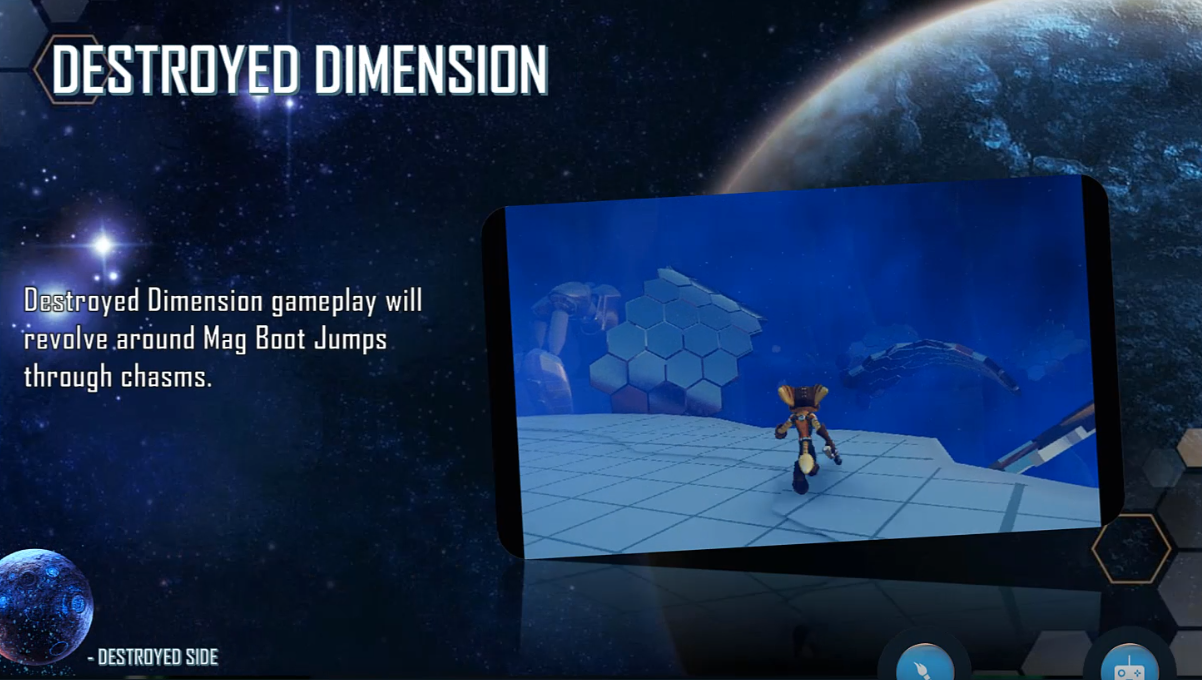 DESTROYED DIMENSION
Destroyed Dimension gameplay will
revolve around Mag Boot Jumps
through chasms.
- DESTROYED SIDE